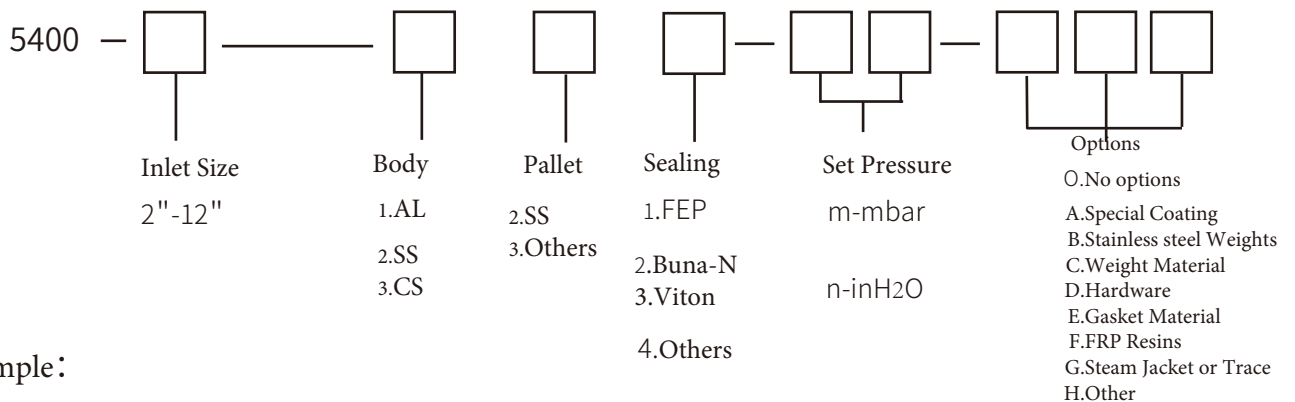 5400
Inlet Size
2"-12"
Body
1.AL
2.SS
3.CS
Pallet
2.SS
3.Others
Sealing
1.FEP
2.Buna-N
3.Viton
4.Others
Set Pressure
m-mbar
n-inH2O
Options
O.No options
A.Special Coating
B.Stainless steel Weights
C.Weight Material
D.Hardware
E.Gasket Material
F.FRP Resins
G.Steam Jacket or Trace
H.Other
mple: